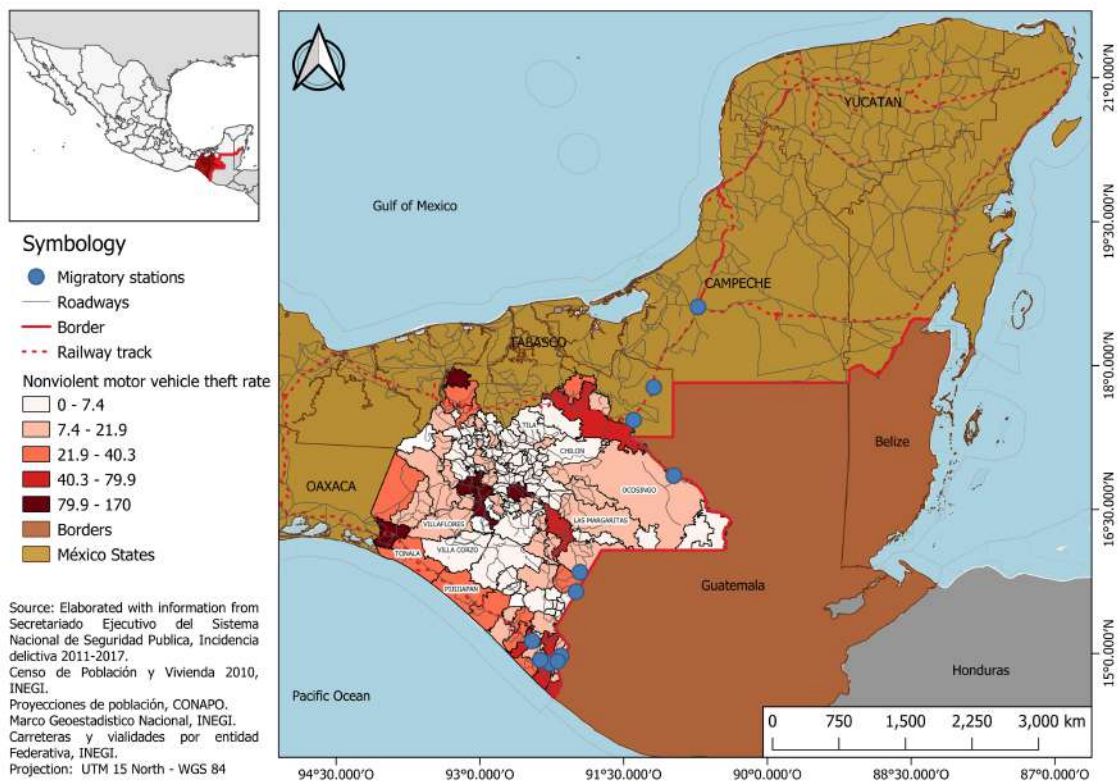 Gulf of Mexico
YUCATAN
CAMPECHE
TABASCO
TILA
CHILON
OCOSINGO
OAXACA
VILLAFLORES
LAS MARGARITAS
TONALA
VILLA CORZO
PIJIJIAPAN
Belize
Guatemala
Honduras
Pacific Ocean
0 750 1,500 2,250 3,000 km
21°0.000'N
19°30.000'N
18°0.000'N
16°30.000'N
15°0.000'N
94°30.000'O 93°0.000'O 91°30.000'O 90°0.000'O 88°30.000'O 87°0.000'O
Symbology
Migratory stations
Roadways
Border
Railway track
Nonviolent motor vehicle theft rate
0 - 7.4
7.4 - 21.9
21.9 - 40.3
40.3 - 79.9
79.9 - 170
Borders
México States
Source: Elaborated with information from
Secretariado Ejecutivo del Sistema
Nacional de Seguridad Publica, Incidencia
delictiva 2011-2017.
Censo de Población y Vivienda 2010,
INEGI.
Proyecciones de población, CONAPO.
Marco Geoestadistico Nacional, INEGI.
Carreteras y vialidades por entidad
Federativa, INEGI.
Projection: UTM 15 North - WGS 84